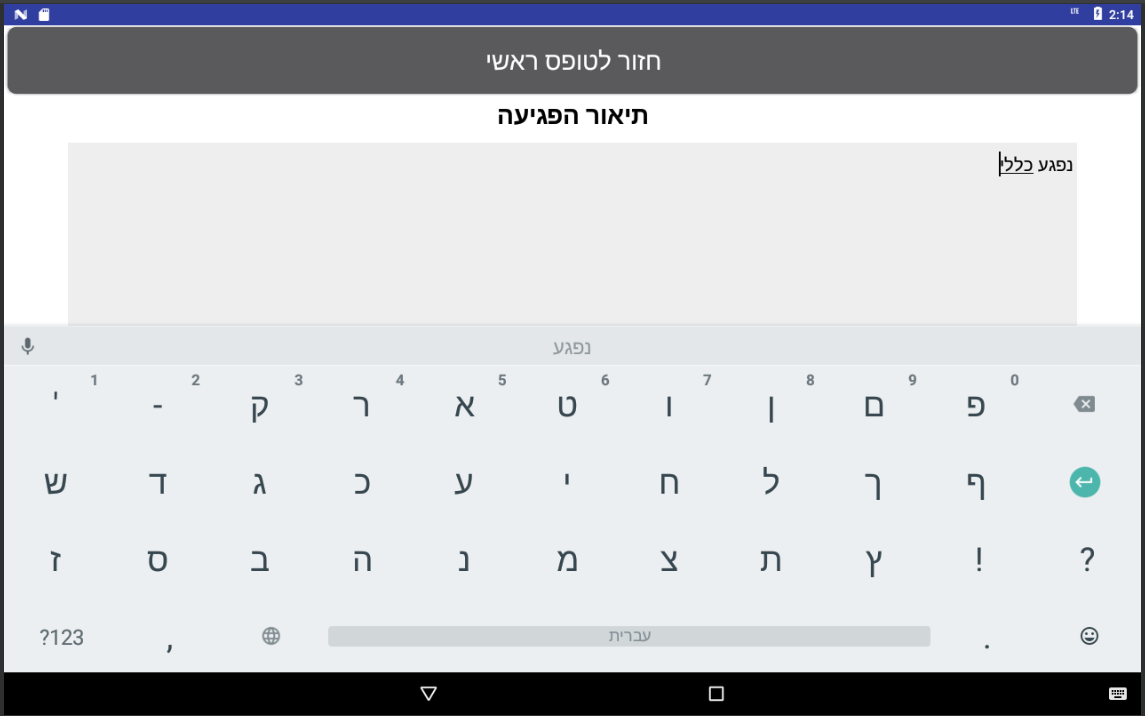 LTE 2:14
חזור לטופס ראשי
תיאור הפגיעה
נפגע כללי
נפגע
1 2 3 4 5 6 7 8 9 0
' - ק ר א ט ו ן ם פ
ש ד ג כ ע י ח ל ך ף
ז ס ב ה נ מ צ ת ץ ! ?
?123 , עברית .